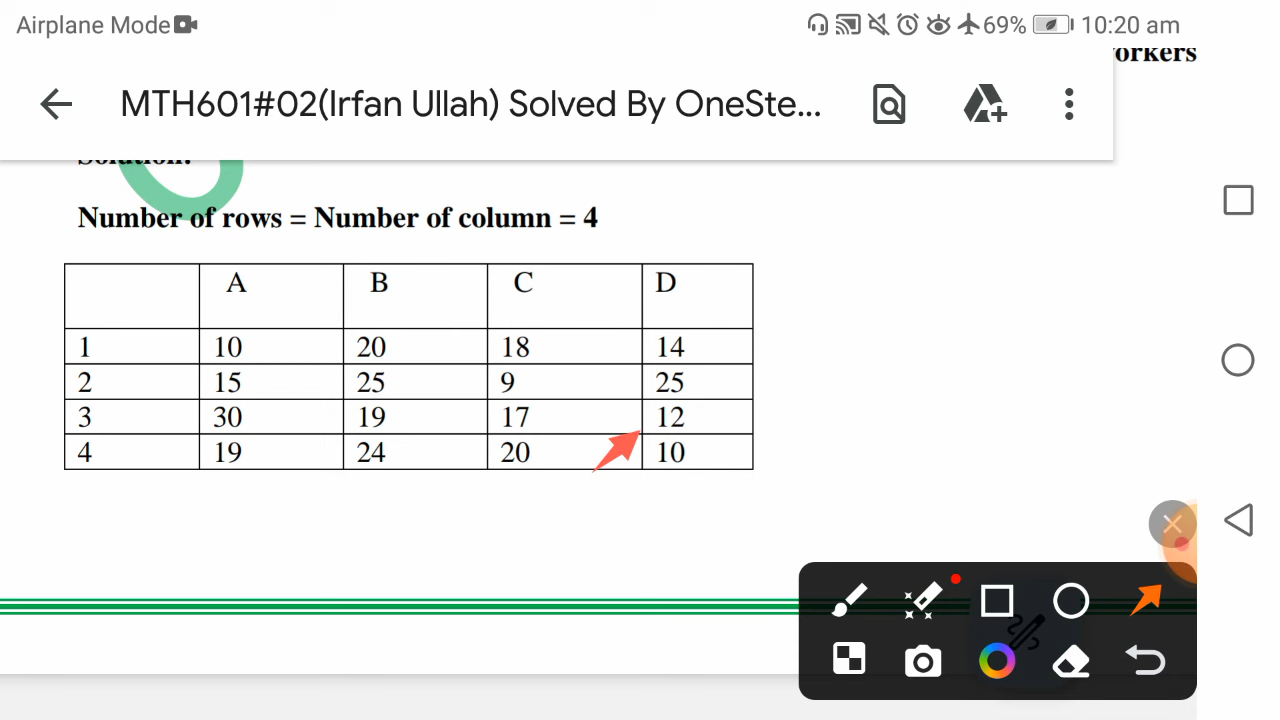 Airplane Mode 69% 10:20 am
orkers
MTH601#02(Irfan Ullah) Solved By OneSte...
Solution:
Number of rows = Number of column = 4
A B C D
1 10 20 18 14
2 15 25 9 25
3 30 19 17 12
4 19 24 20 10